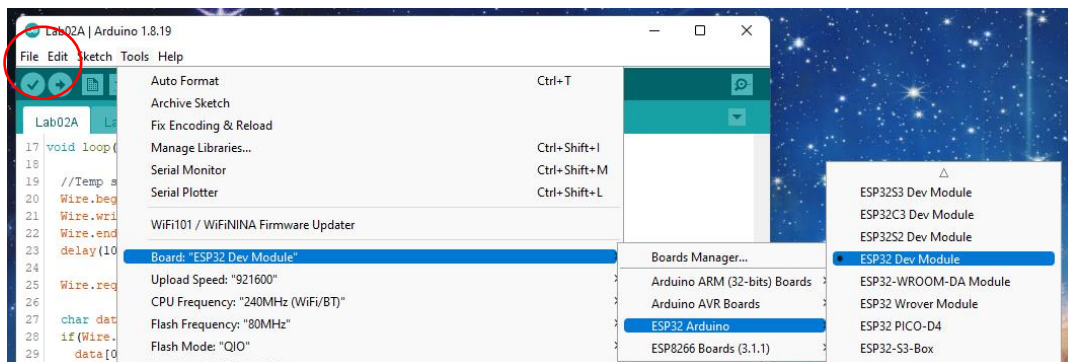 Lab02A | Arduino 1.8.19
File Edit Sketch Tools Help
Auto Format Ctrl+T
Archive Sketch
Lab02A
Fix Encoding & Reload
17 void loop(
Manage Libraries... Ctrl+Shift+I
18
Serial Monitor Ctrl+Shift+M
19 //Temp s
20 Wire.beg
Serial Plotter Ctrl+Shift+L
21 Wire.wri
WiFi101 / WiFiNINA Firmware Updater
22 Wire.end
23 delay(10
Board: "ESP32 Dev Module"
24
Upload Speed: "921600"
25 Wire.req
CPU Frequency: "240MHz (WiFi/BT)"
26
27 char dat
Flash Frequency: "80MHz"
28 if(Wire.
Flash Mode: "QIO"
29 data[0
Boards Manager...
Arduino ARM (32-bits) Boards
Arduino AVR Boards
ESP32 Arduino
ESP8266 Boards (3.1.1)
ESP32S3 Dev Module
ESP32C3 Dev Module
ESP32S2 Dev Module
ESP32 Dev Module
ESP32-WROOM-DA Module
ESP32 Wrover Module
ESP32 PICO-D4
ESP32-S3-Box